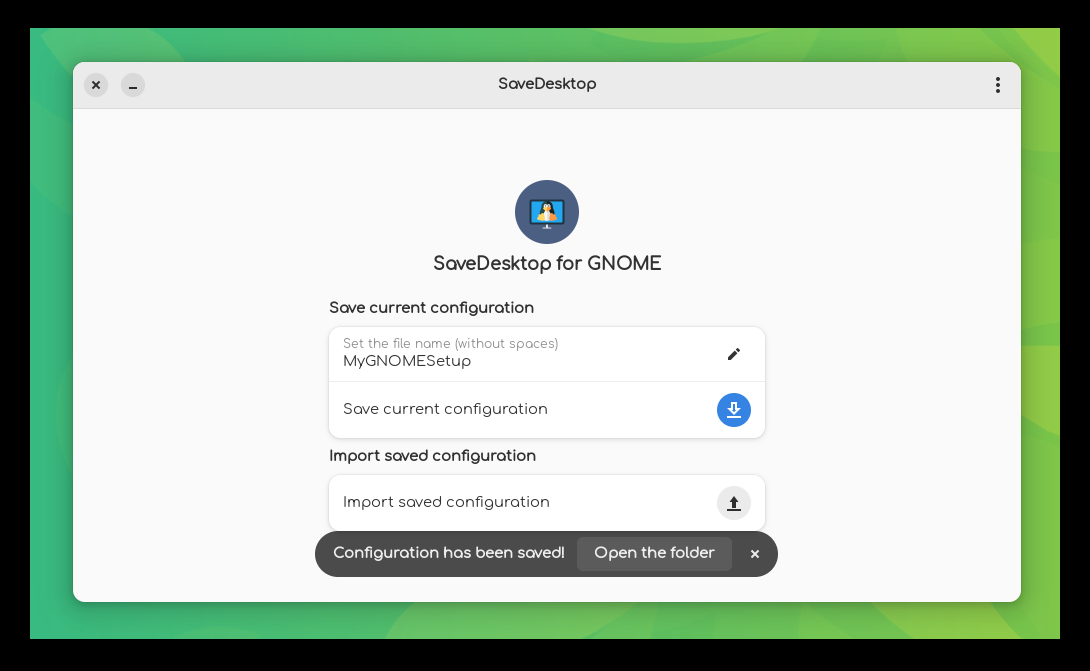 SaveDesktop
SaveDesktop for GNOME
Save current configuration
Set the file name (without spaces)
MyGNOMESetup
Save current configuration
Import saved configuration
Import saved configuration
Configuration has been saved! Open the folder